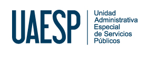 UAESP
Unidad
Administrativa
Especial
de Servicios
Públicos